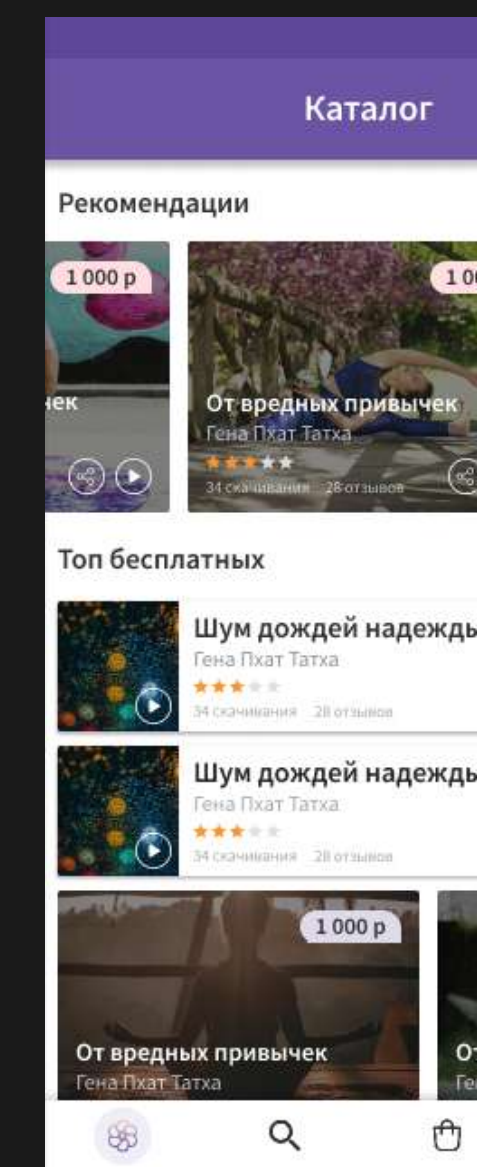 Каталог
Рекомендации
1 000 р
От вредных привычек
Гена Пхат Татха
34 скачивания 28 отзывов
Топ бесплатных
Шум дождей надежды
Гена Пхат Татха
34 скачивания 28 отзывов
Шум дождей надежды
Гена Пхат Татха
34 скачивания 28 отзывов
1 000 р
От вредных привычек
Гена Пхат Татха